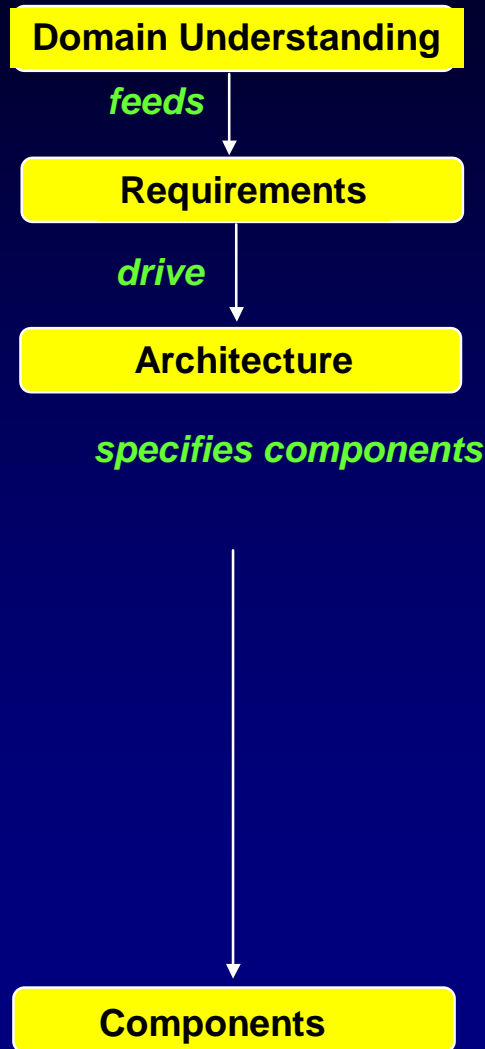 Domain Understanding
feeds
Requirements
drive
Architecture
specifies components
Components